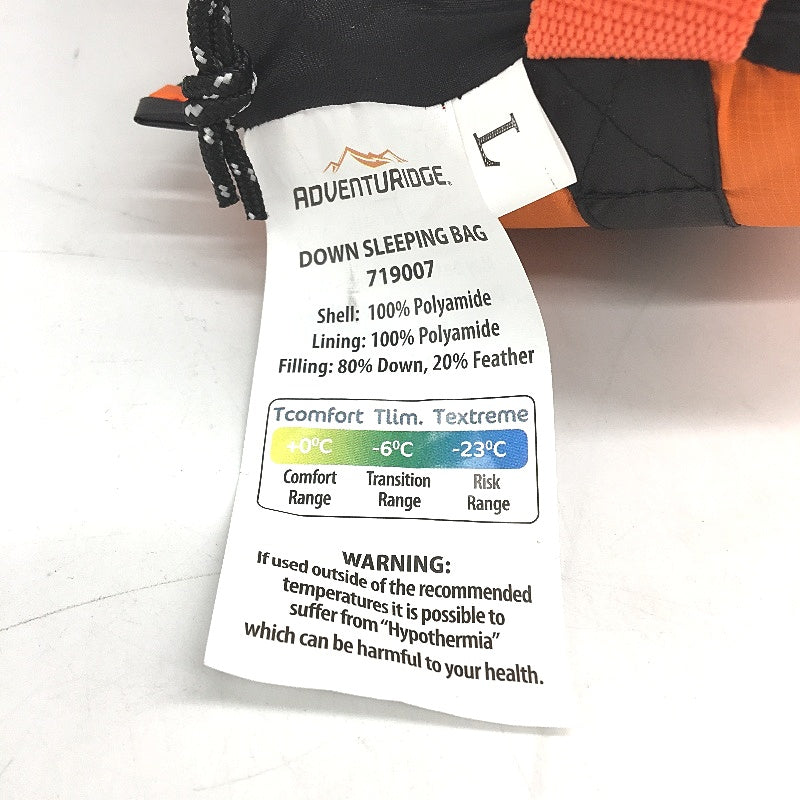 L
ADVENTURIDGE
DOWN SLEEPING BAG
719007
Shell: 100% Polyamide
Lining: 100% Polyamide
Filling: 80% Down, 20% Feather
Tcomfort Tlim. Textreme
+0°C -6°C -23°C
Comfort Range Transition Range Risk Range
WARNING:
If used outside of the recommended
temperatures it is possible to
suffer from "Hypothermia"
which can be harmful to your health.